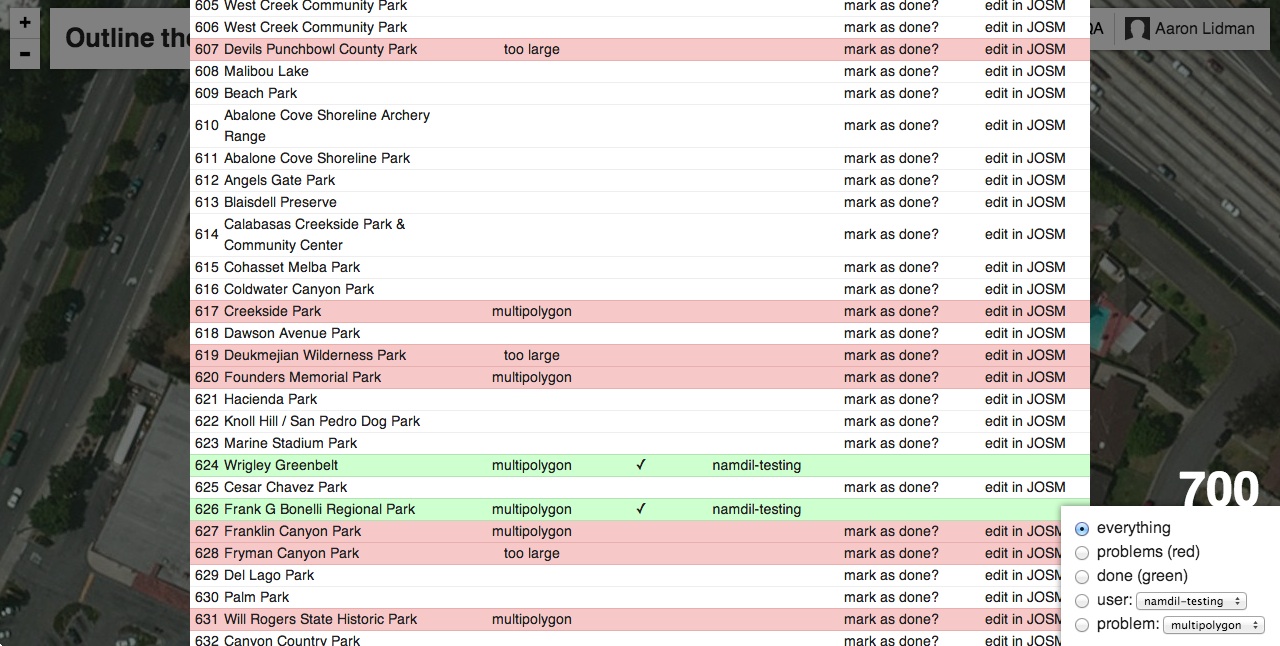 +
-
Outline the
QA
Aaron Lidman
605 West Creek Community Park mark as done? edit in JOSM
606 West Creek Community Park mark as done? edit in JOSM
607 Devils Punchbowl County Park too large mark as done? edit in JOSM
608 Malibou Lake mark as done? edit in JOSM
609 Beach Park mark as done? edit in JOSM
610 Abalone Cove Shoreline Archery
Range mark as done? edit in JOSM
611 Abalone Cove Shoreline Park mark as done? edit in JOSM
612 Angels Gate Park mark as done? edit in JOSM
613 Blaisdell Preserve mark as done? edit in JOSM
614 Calabasas Creekside Park &
Community Center mark as done? edit in JOSM
615 Cohasset Melba Park mark as done? edit in JOSM
616 Coldwater Canyon Park mark as done? edit in JOSM
617 Creekside Park multipolygon mark as done? edit in JOSM
618 Dawson Avenue Park mark as done? edit in JOSM
619 Deukmejian Wilderness Park too large mark as done? edit in JOSM
620 Founders Memorial Park multipolygon mark as done? edit in JOSM
621 Hacienda Park mark as done? edit in JOSM
622 Knoll Hill / San Pedro Dog Park mark as done? edit in JOSM
623 Marine Stadium Park mark as done? edit in JOSM
624 Wrigley Greenbelt multipolygon ✓ namdil-testing
625 Cesar Chavez Park mark as done? edit in JOSM
626 Frank G Bonelli Regional Park multipolygon ✓ namdil-testing
627 Franklin Canyon Park multipolygon mark as done? edit in JOSM
628 Fryman Canyon Park too large mark as done? edit in JOSM
629 Del Lago Park mark as done? edit in JOSM
630 Palm Park mark as done? edit in JOSM
631 Will Rogers State Historic Park multipolygon mark as done? edit in JOSM
632 Canyon Country Park mark as done? edit in JOSM
700
everything
problems (red)
done (green)
user: namdil-testing
problem: multipolygon